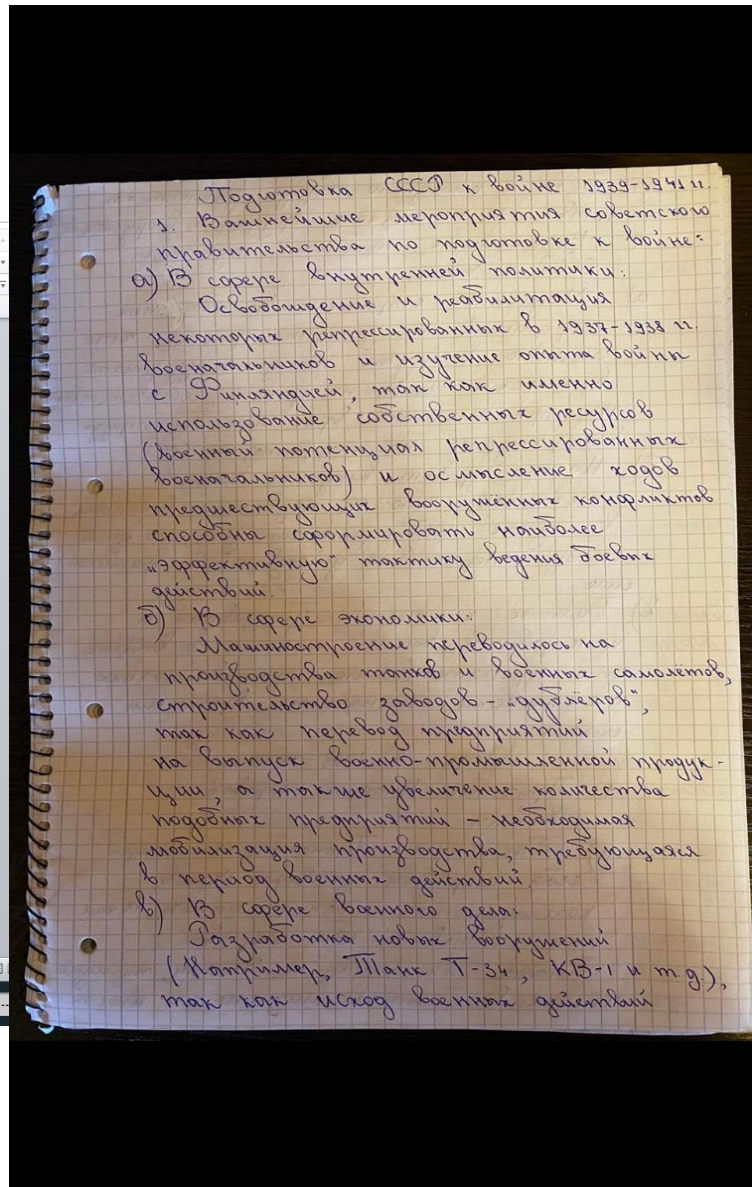 Подготовка СССР к войне 1939-1941 гг.
1. Важнейшие мероприятия советского
правительства по подготовке к войне:
а) В сфере внутренней политики:
Освобождение и реабилитация
некоторых репрессированных в 1937-1938 гг.
военачальников и изучение опыта войны
с Финляндией, так как именно
использование собственных ресурсов
(военный потенциал репрессированных
военачальников) и осмысление ходов
предшествующих вооружённых конфликтов
способны сформировать наиболее
„эффективную" тактику ведения боевых
действий.
б) В сфере экономики:
Машиностроение переводилось на
производства танков и военных самолётов,
строительство заводов-„дублёров",
так как перевод предприятий
на выпуск военно-промышленной продук-
ции, а также увеличение количества
подобных предприятий - необходимая
мобилизация производства, требующаяся
в период военных действий.
в) В сфере военного дела:
Разработка новых вооружений
(Например, Танк Т-34, КВ-1 и т.д),
так как исход военных действий